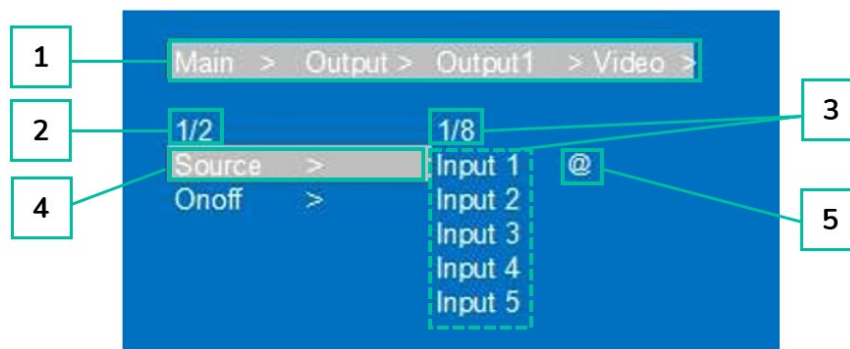 1
Main > Output > Output1 > Video >
2
1/2 1/8
3
Source > Input 1 @
4
Onoff > Input 2
5
Input 3
Input 4
Input 5